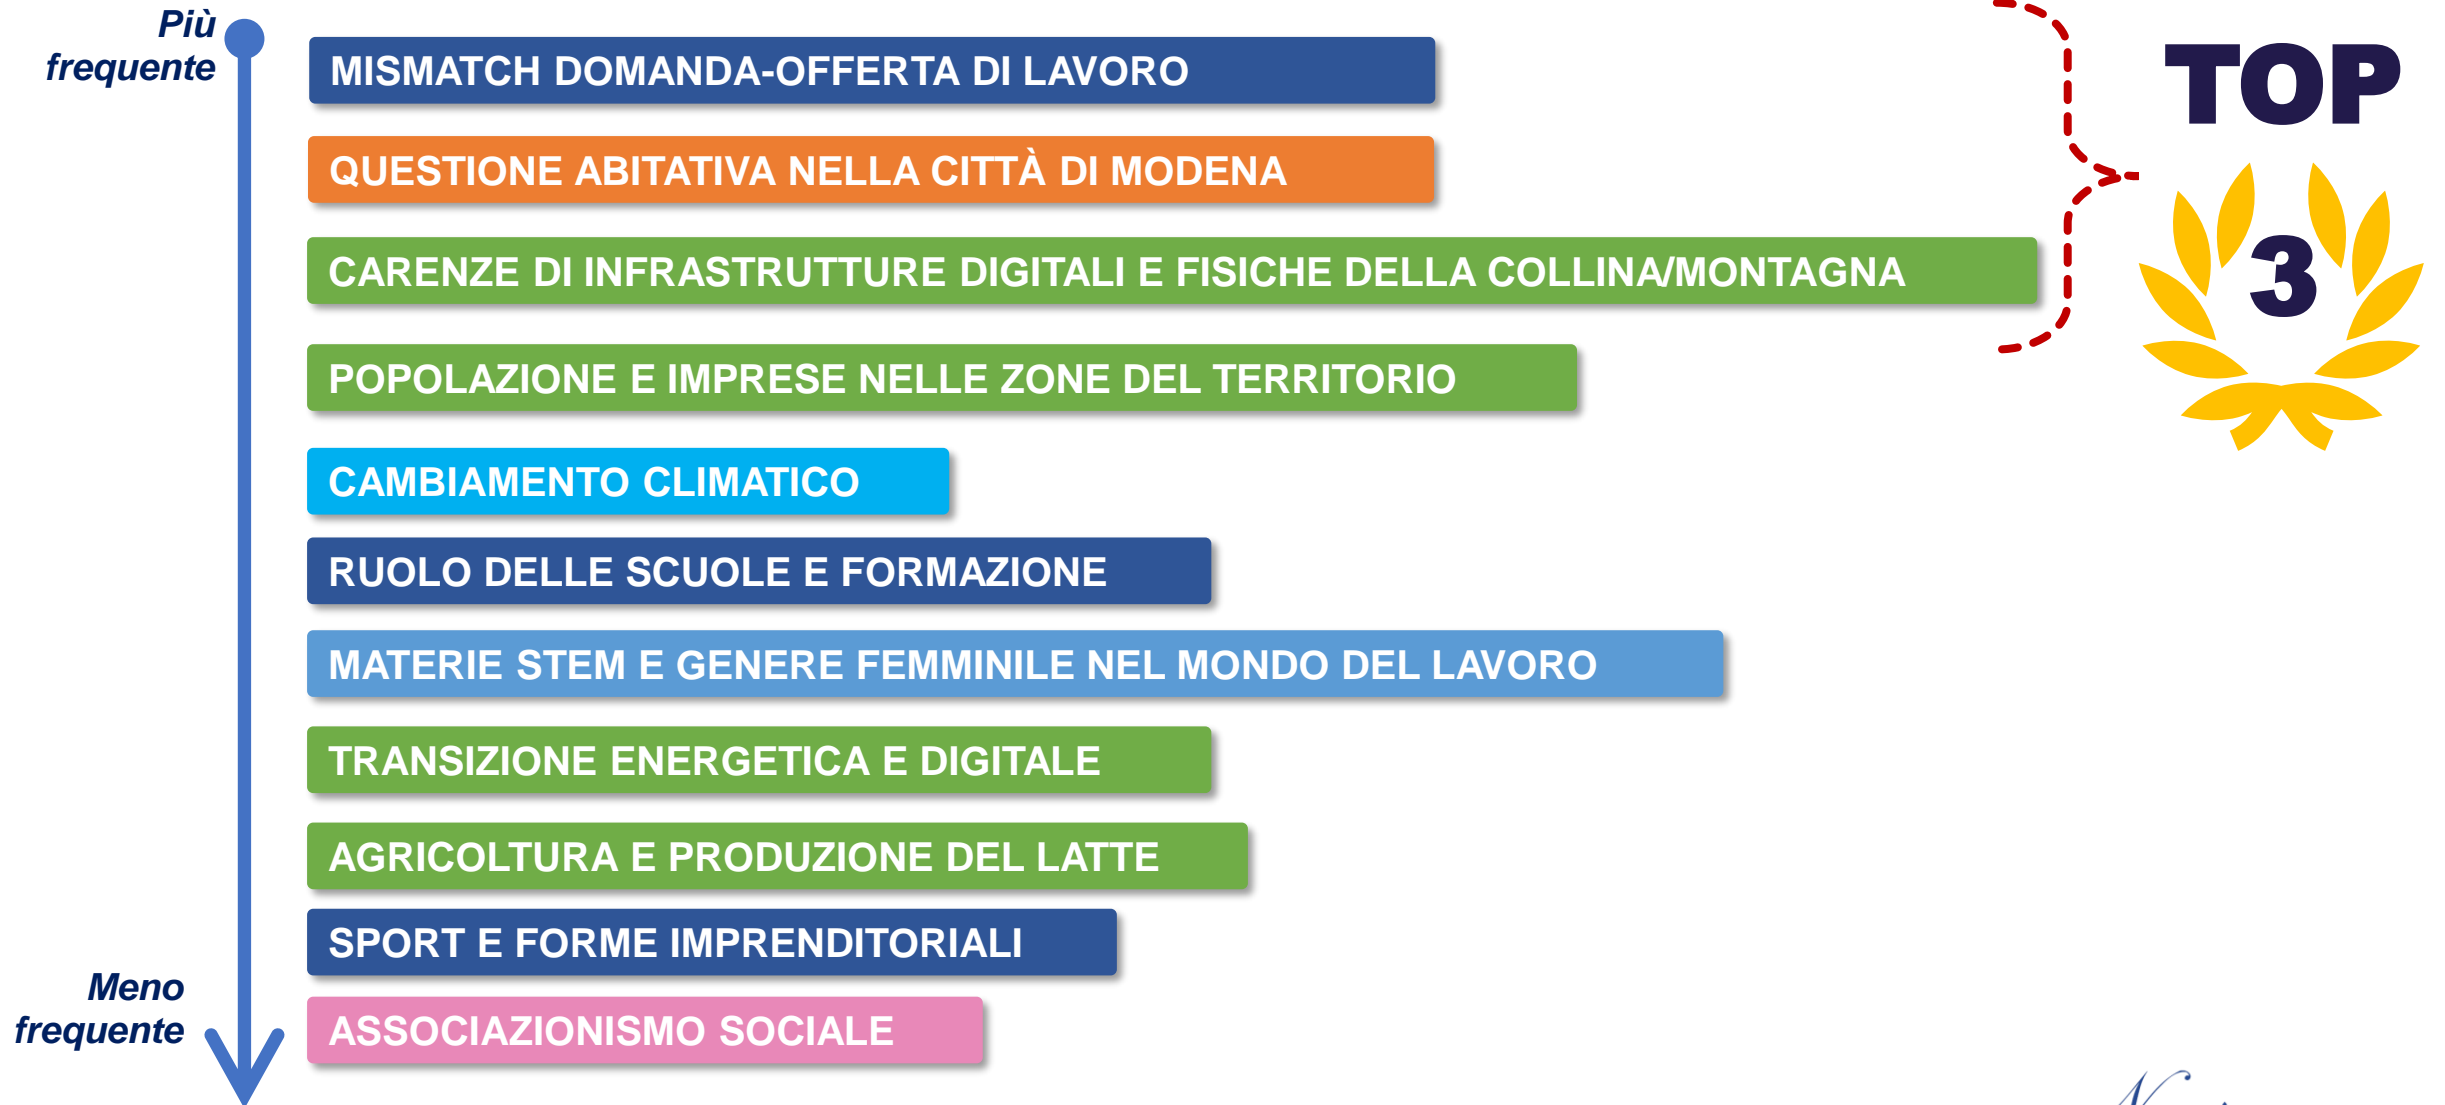 Più
frequente
MISMATCH DOMANDA-OFFERTA DI LAVORO
QUESTIONE ABITATIVA NELLA CITTÀ DI MODENA
CARENZE DI INFRASTRUTTURE DIGITALI E FISICHE DELLA COLLINA/MONTAGNA
POPOLAZIONE E IMPRESE NELLE ZONE DEL TERRITORIO
CAMBIAMENTO CLIMATICO
RUOLO DELLE SCUOLE E FORMAZIONE
MATERIE STEM E GENERE FEMMINILE NEL MONDO DEL LAVORO
TRANSIZIONE ENERGETICA E DIGITALE
AGRICOLTURA E PRODUZIONE DEL LATTE
SPORT E FORME IMPRENDITORIALI
ASSOCIAZIONISMO SOCIALE
Meno
frequente
TOP
3